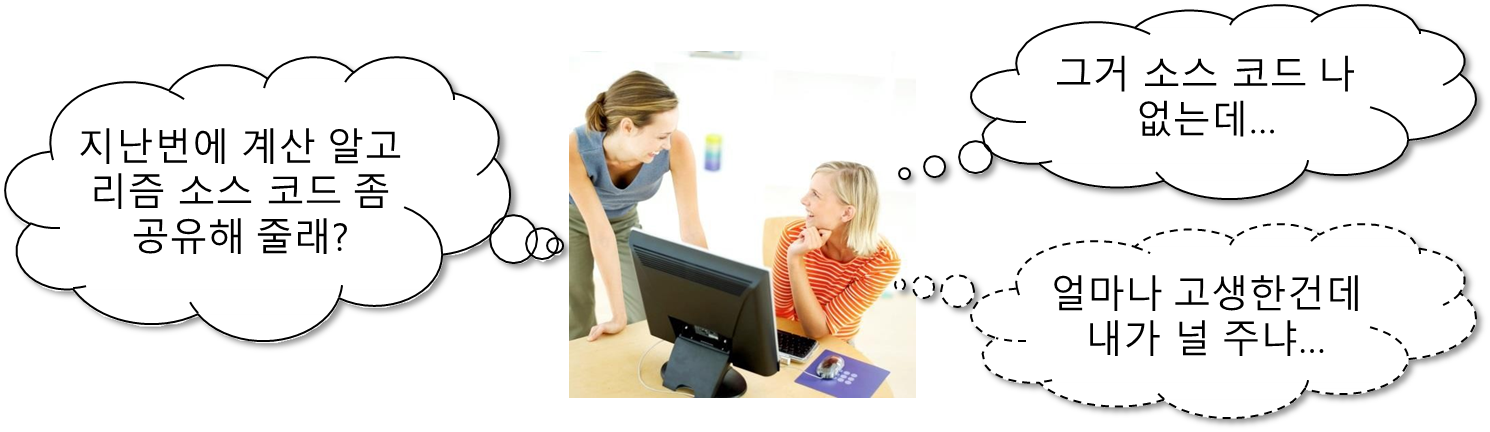 지난번에 계산 알고
리즘 소스 코드 좀
공유해 줄래?
그거 소스 코드 나
없는데...
얼마나 고생한건데
내가 널 주냐...